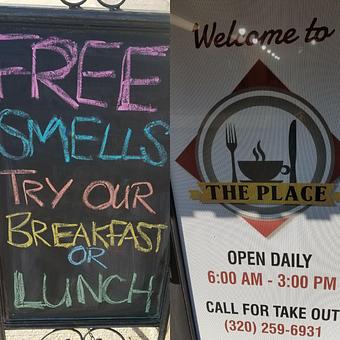 FREE
SMELLS
TRY OUR
BREAKFAST
OR
LUNCH
Welcome to
THE PLACE
OPEN DAILY
6:00 AM - 3:00 PM
CALL FOR TAKE OUT
(320) 259-6931